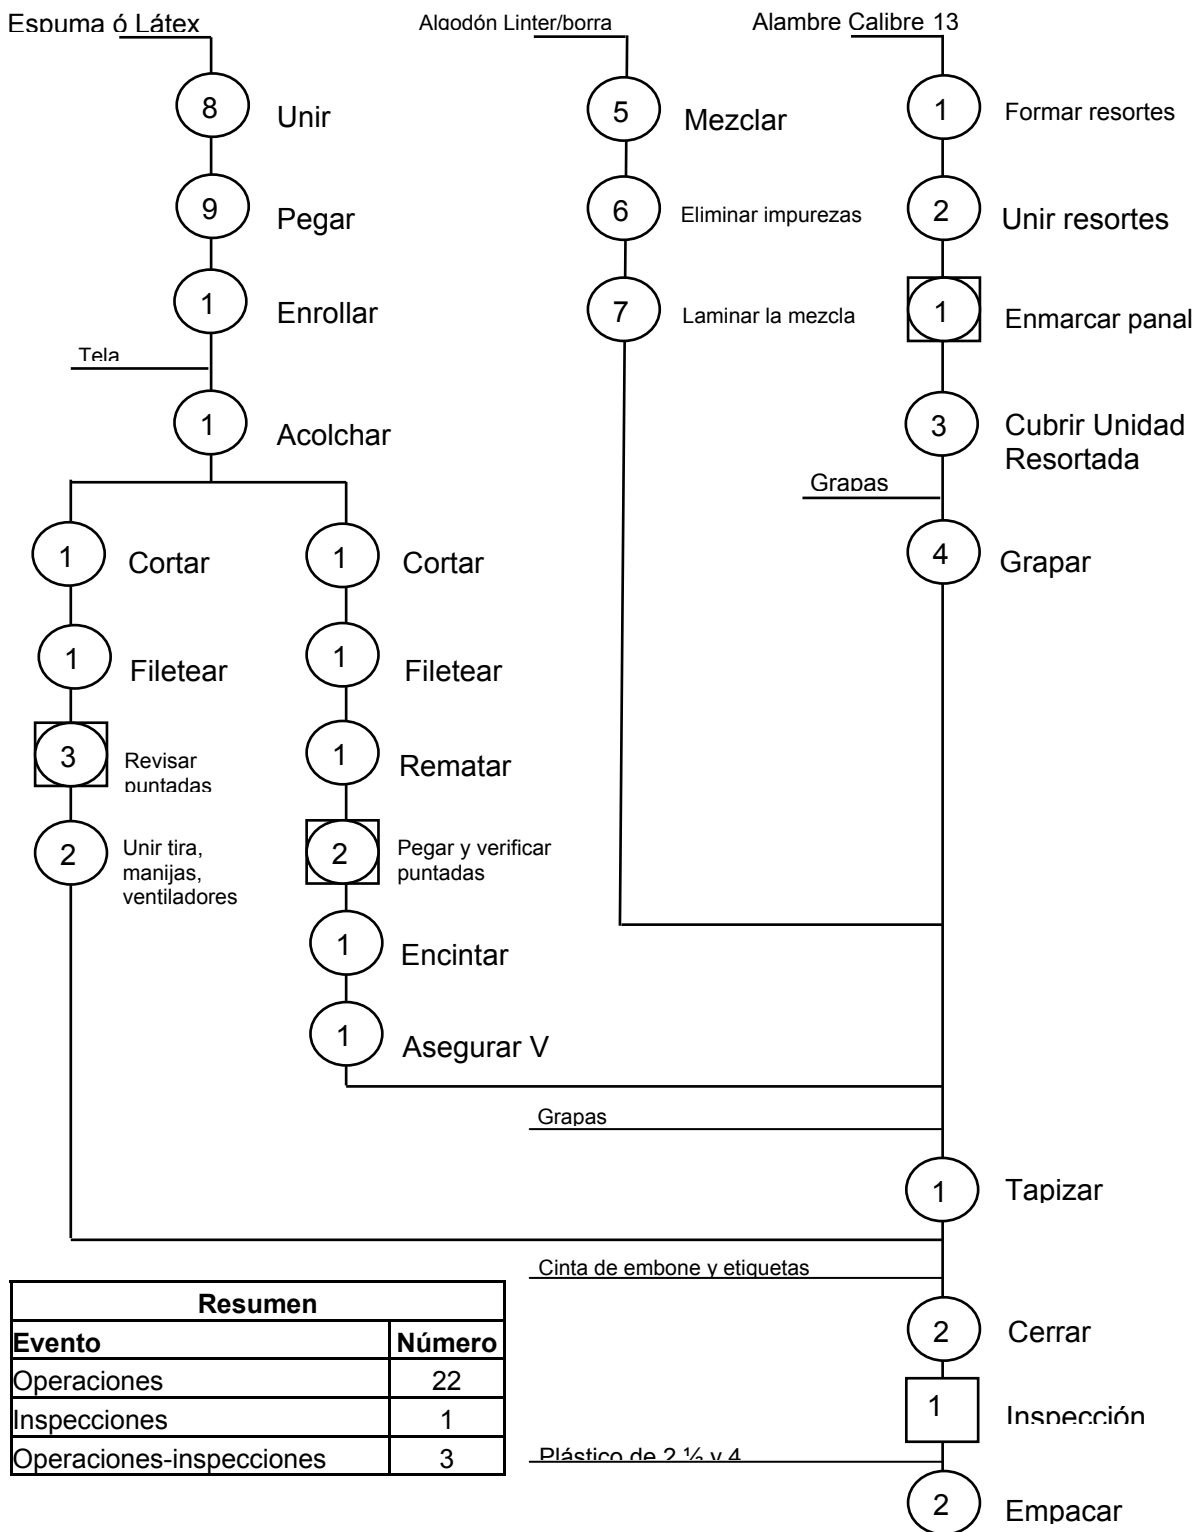 Espuma ó Látex
8
Unir
9
Pegar
1
Enrollar
Tela
1
Acolchar
1
Cortar
1
Filetear
3
Revisar
puntadas
2
Unir tira,
manijas,
ventiladores
1
Cortar
1
Filetear
1
Rematar
2
Pegar y verificar
puntadas
1
Encintar
1
Asegurar V
Algodón Linter/borra
5
Mezclar
6
Eliminar impurezas
7
Laminar la mezcla
Alambre Calibre 13
1
Formar resortes
2
Unir resortes
1
Enmarcar panal
3
Cubrir Unidad
Resortada
Grapas
4
Grapar
Grapas
1
Tapizar
Cinta de embone y etiquetas
2
Cerrar
1
Inspección
Plástico de 2 ½ y 4
2
Empacar
Resumen
Evento Número
Operaciones 22
Inspecciones 1
Operaciones-inspecciones 3